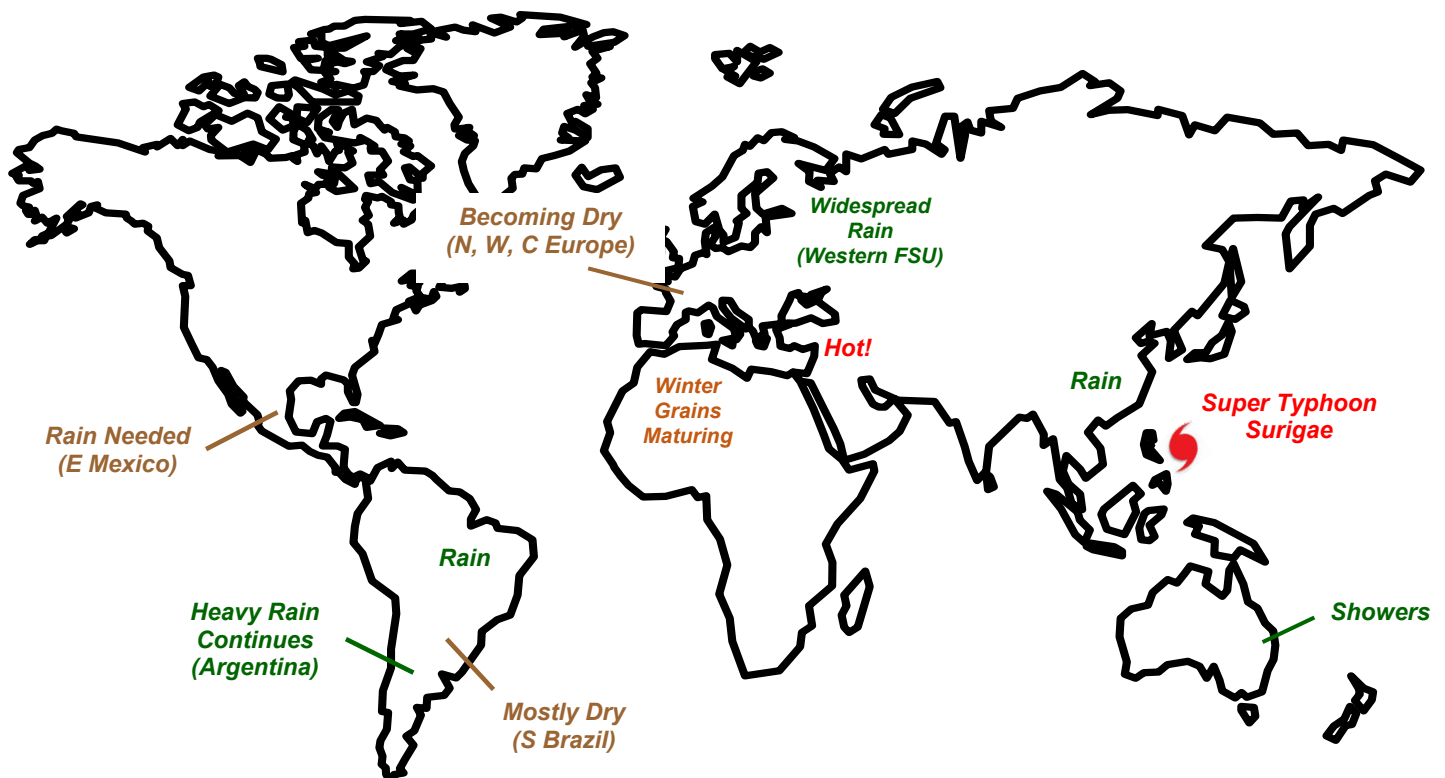 Becoming Dry
(N, W, C Europe)
Widespread
Rain
(Western FSU)
Hot!
Rain
Winter
Grains
Maturing
Super Typhoon
Surigae
Rain Needed
(E Mexico)
Rain
Heavy Rain
Continues
(Argentina)
Showers
Mostly Dry
(S Brazil)